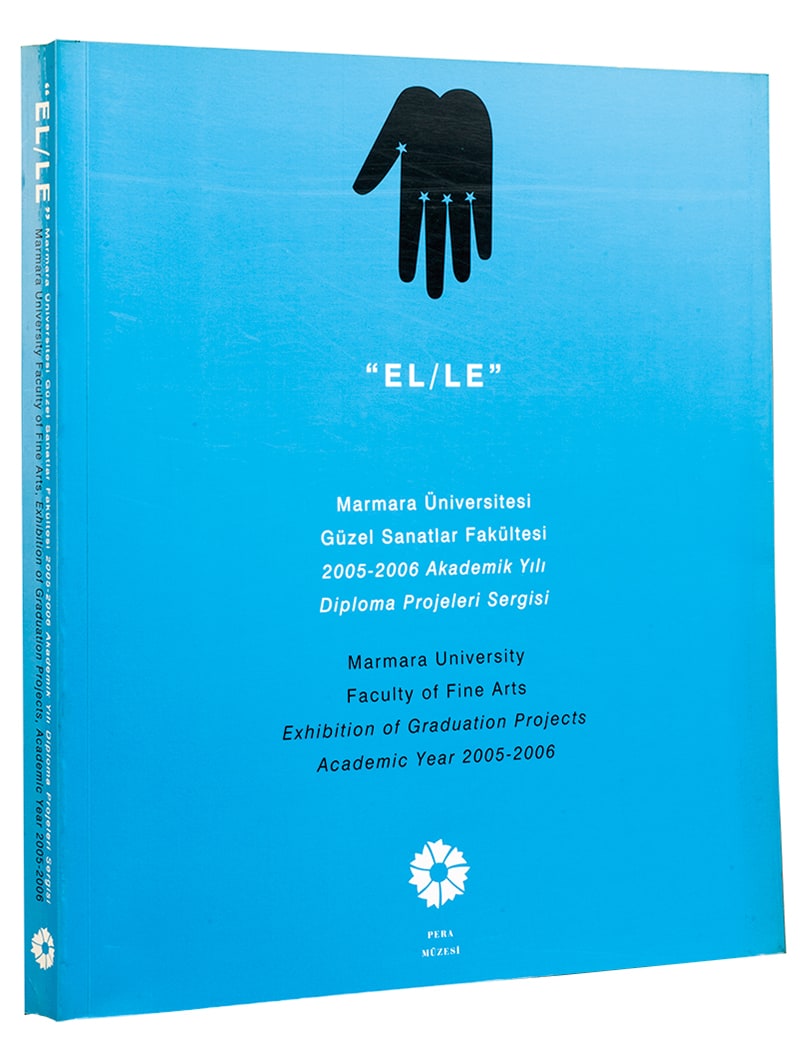 "EL/LE"
Marmara Üniversitesi
Güzel Sanatlar Fakültesi
2005-2006 Akademik Yılı
Diploma Projeleri Sergisi
Marmara University
Faculty of Fine Arts
Exhibition of Graduation Projects
Academic Year 2005-2006
PERA
MÜZESİ
"EL/LE" Marmara Üniversitesi Güzel Sanatlar Fakültesi 2005-2006 Akademik Yılı Diploma Projeleri Sergisi
Marmara University Faculty of Fine Arts, Exhibition of Graduation Projects, Academic Year 2005-2006